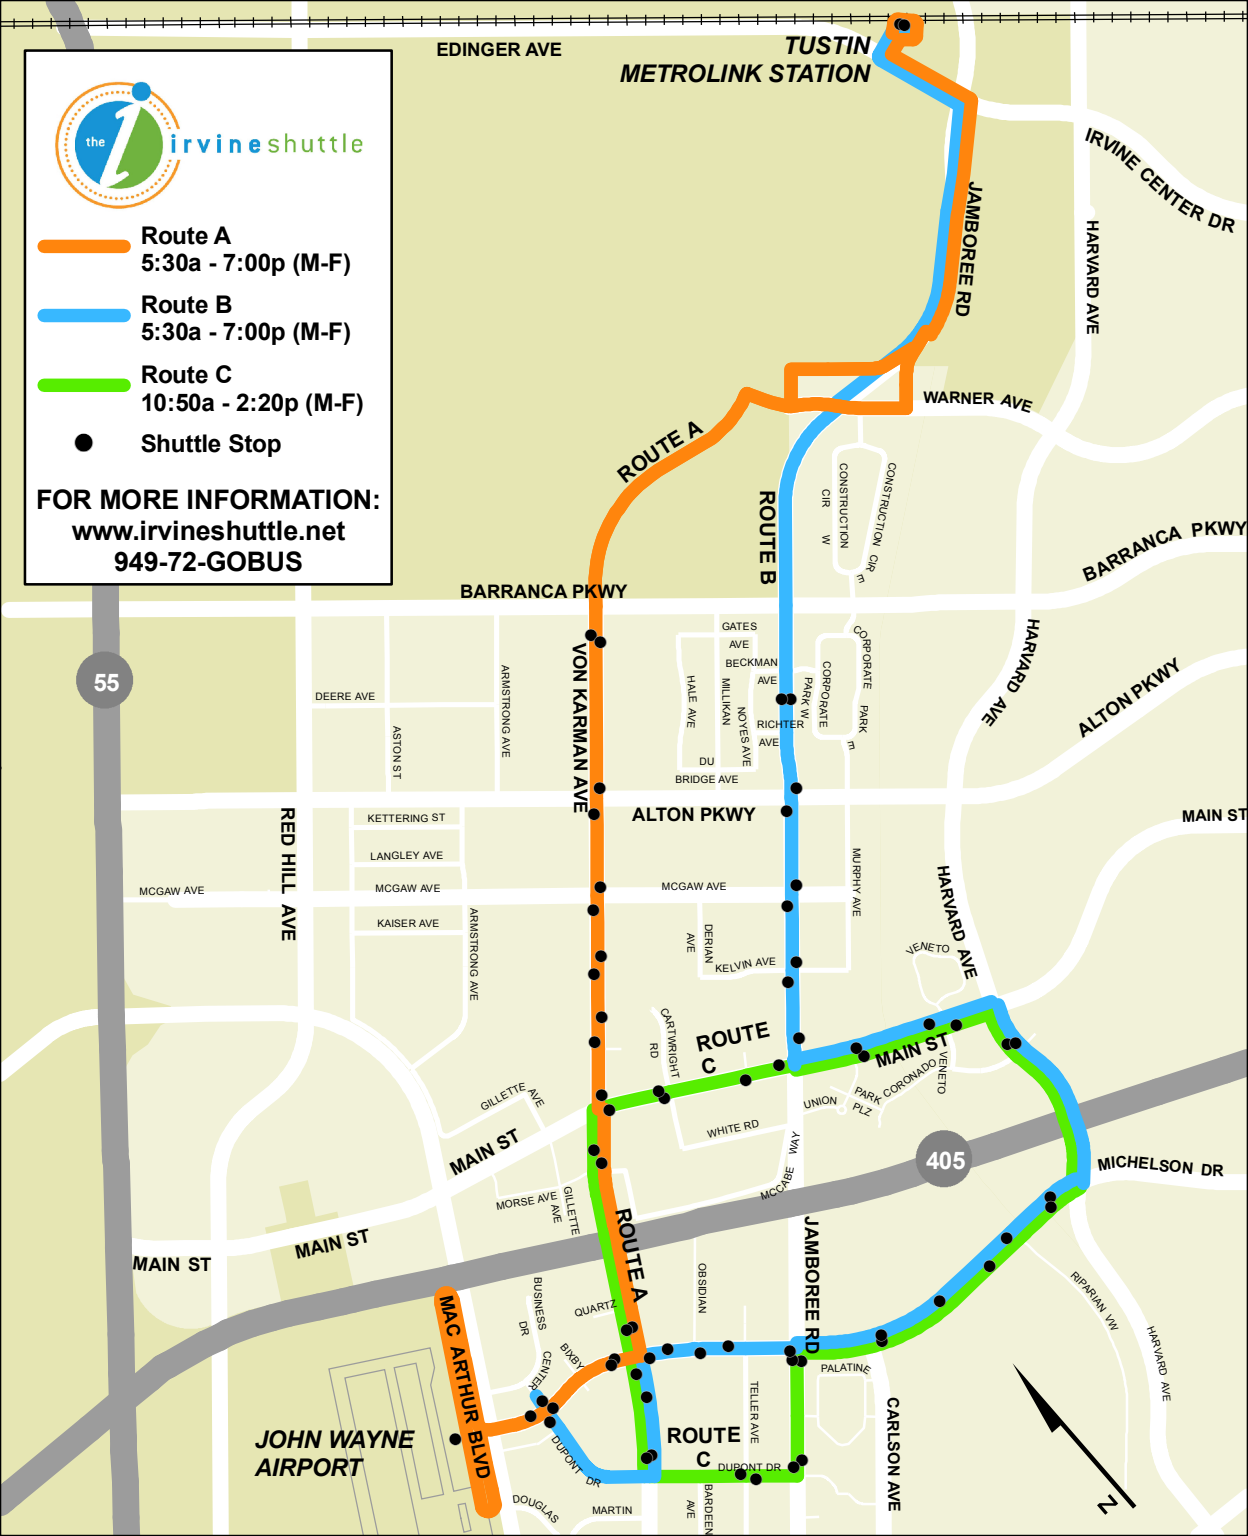 EDINGER AVE
TUSTIN
METROLINK STATION
the
i
irvineshuttle
Route A
5:30a - 7:00p (M-F)
Route B
5:30a - 7:00p (M-F)
Route C
10:50a - 2:20p (M-F)
Shuttle Stop
FOR MORE INFORMATION:
www.irvineshuttle.net
949-72-GOBUS
IRVINE CENTER DR
JAMBOREE RD
HARVARD AVE
WARNER AVE
ROUTE A
ROUTE B
CONSTRUCTION
CIR W
CONSTRUCTION CIR E
BARRANCA PKWY
BARRANCA PKWY
55
VON KARMAN AVE
GATES
AVE
BECKMAN
AVE
HALE AVE
MILLIKAN
NOYES AVE
RICHTER
AVE
DU
BRIDGE AVE
PARK W
CORPORATE
CORPORATE PARK E
HARVARD AVE
ALTON PKWY
DEERE AVE
ARMSTRONG AVE
ASTON ST
ALTON PKWY
MAIN ST
RED HILL AVE
KETTERING ST
LANGLEY AVE
MCGAW AVE
MCGAW AVE
MCGAW AVE
KAISER AVE
ARMSTRONG AVE
MURPHY AVE
HARVARD AVE
DERIAN
AVE
KELVIN AVE
VENETO
CARTWRIGHT
RD
ROUTE
C
MAIN ST
VENETO
CORONADO
PARK
PLZ
UNION
GILLETTE AVE
WHITE RD
MAIN ST
MCCABE WAY
405
MICHELSON DR
MORSE AVE
GILLETTE
AVE
ROUTE A
MAIN ST
MAIN ST
JAMBOREE RD
OBSIDIAN
QUARTZ
BUSINESS
DR
CENTER
BIXBY
MAC ARTHUR BLVD
RIPARIAN VW
HARVARD AVE
PALATINE
TELLER AVE
CARLSON AVE
JOHN WAYNE
AIRPORT
ROUTE
C
DUPONT DR
DUPONT DR
DOUGLAS
MARTIN
BARDEEN
AVE
N